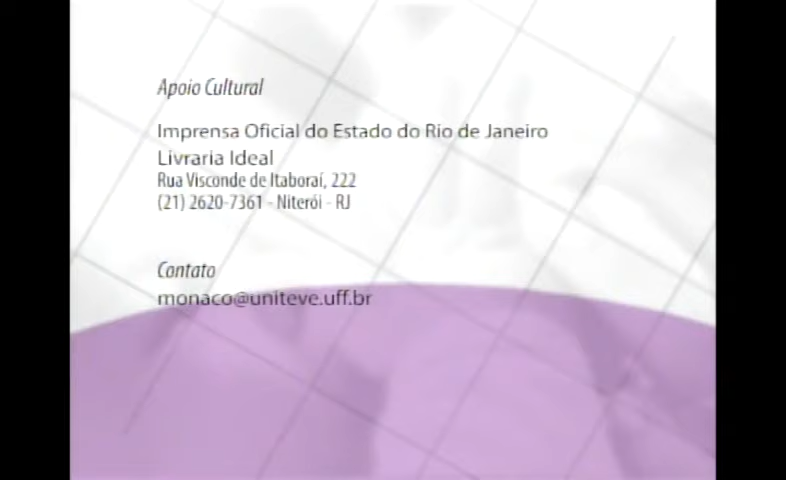 Apoio Cultural
Imprensa Oficial do Estado do Rio de Janeiro
Livraria Ideal
Rua Visconde de Itaboraí, 222
(21) 2620-7361 - Niterói - RJ
Contato
monaco@uniteve.uff.br